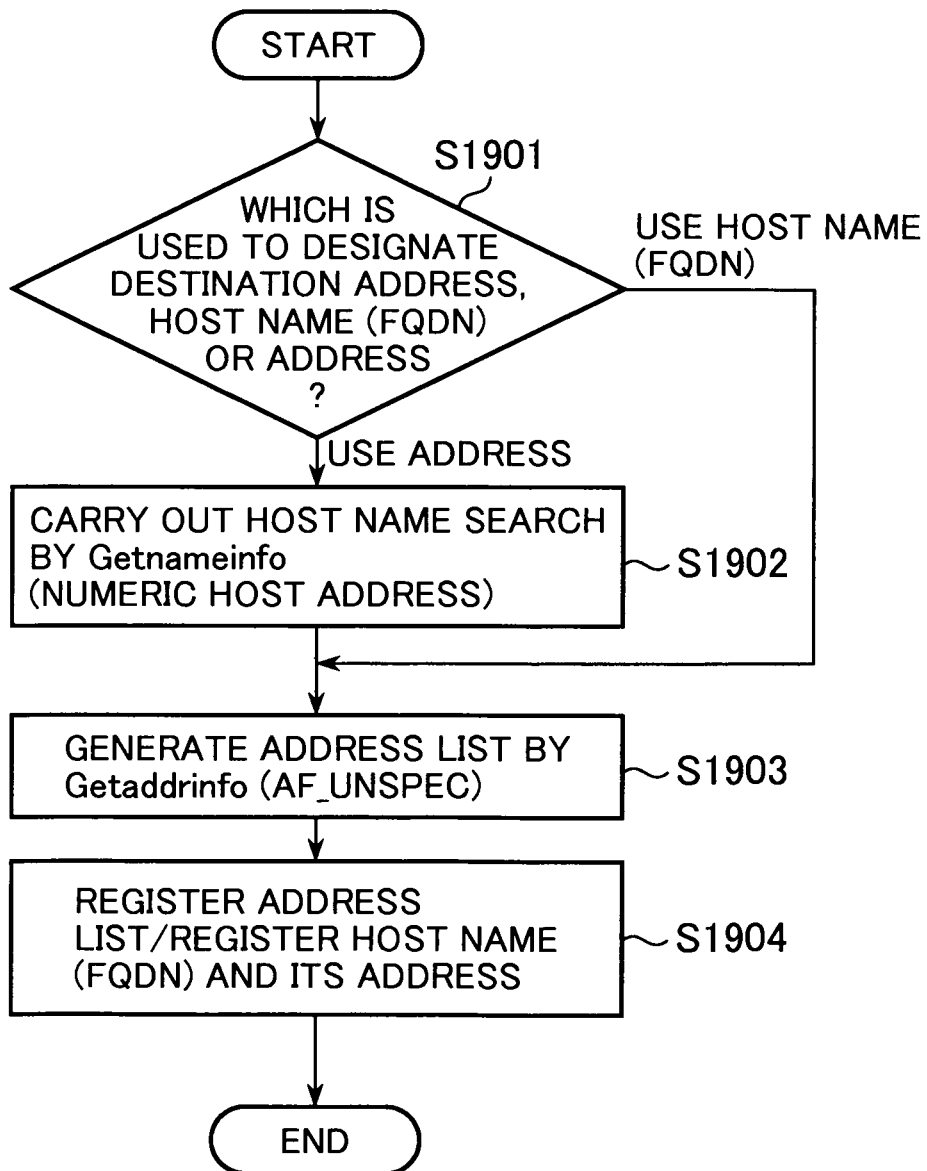 START
S1901
WHICH IS
USED TO DESIGNATE
DESTINATION ADDRESS,
HOST NAME (FQDN)
OR ADDRESS
?
USE HOST NAME
(FQDN)
USE ADDRESS
CARRY OUT HOST NAME SEARCH
BY Getnameinfo
(NUMERIC HOST ADDRESS)
S1902
GENERATE ADDRESS LIST BY
Getaddrinfo (AF_UNSPEC)
S1903
REGISTER ADDRESS
LIST/REGISTER HOST NAME
(FQDN) AND ITS ADDRESS
S1904
END